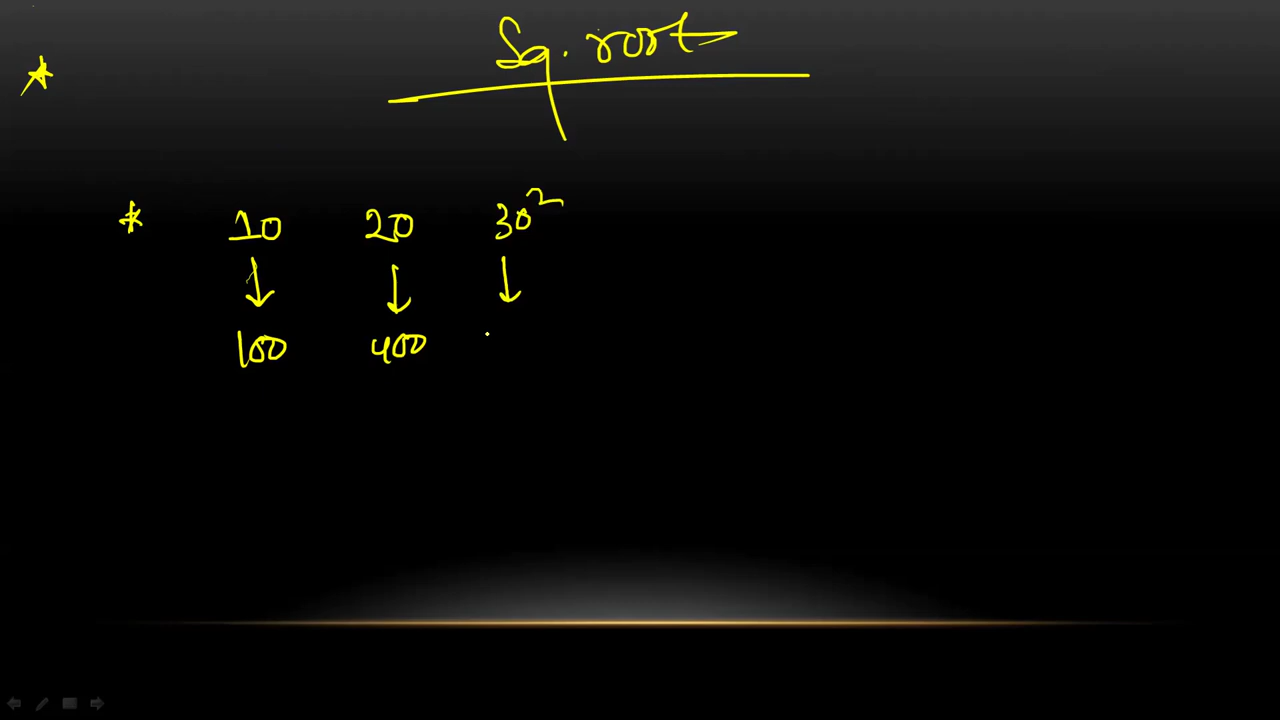 Sq. root
* 10 20 30²
↓ ↓ ↓
100 400